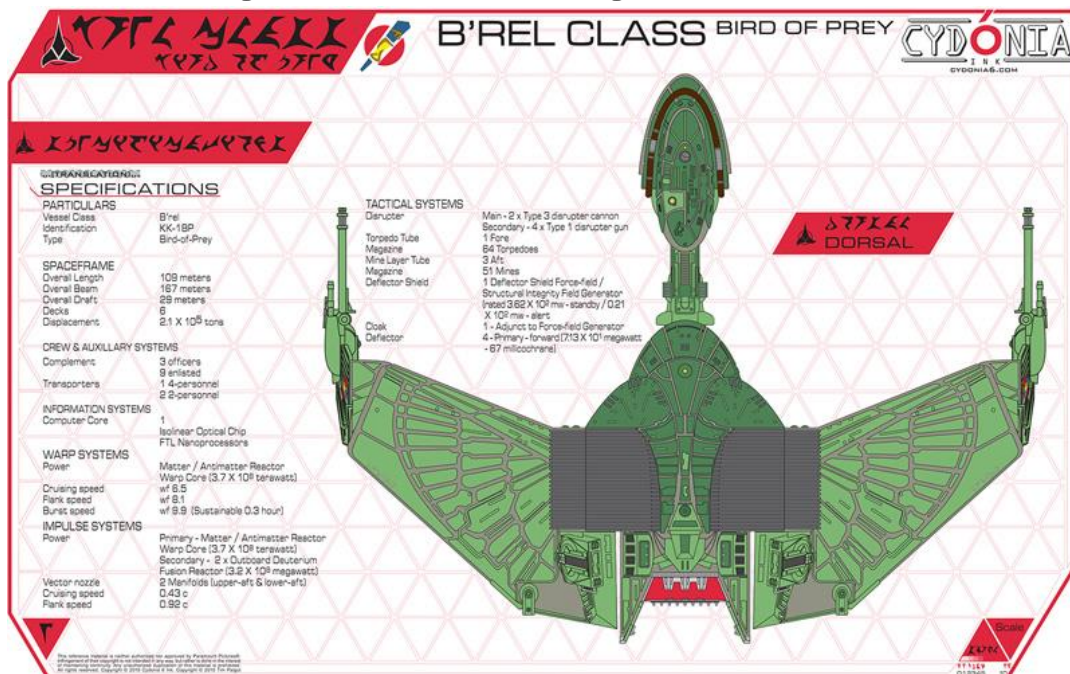 B'REL CLASS BIRD OF PREY
CYDÓNIA
INK
CYDONIA6.COM
SPECIFICATIONS
PARTICULARS
Vessel Class B'rel
Identification KK-18P
Type Bird-of-Prey
SPACEFRAME
Overall Length 109 meters
Overall Beam 167 meters
Overall Draft 29 meters
Decks 6
Displacement 2.1 X 10⁵ tons
CREW & AUXILLARY SYSTEMS
Complement 3 officers
9 enlisted
Transporters 1 4-personnel
2 2-personnel
INFORMATION SYSTEMS
Computer Core 1
Isolinear Optical Chip
FTL Nanoprocessors
WARP SYSTEMS
Power Matter / Antimatter Reactor
Warp Core (3.7 X 10⁸ terawatt)
Cruising speed wf 6.5
Flank speed wf 8.1
Burst speed wf 9.9 (Sustainable 0.3 hour)
IMPULSE SYSTEMS
Power Primary - Matter / Antimatter Reactor
Warp Core (3.7 X 10⁸ terawatt)
Secondary - 2 x Outboard Deuterium
Fusion Reactor (3.2 X 10⁸ megawatt)
Vector nozzle 2 Manifolds (upper-aft & lower-aft)
Cruising speed 0.43 c
Flank speed 0.92 c
TACTICAL SYSTEMS
Disrupter Main - 2 x Type 3 disrupter cannon
Secondary - 4 x Type 1 disrupter gun
Torpedo Tube 1 Fore
Magazine 64 Torpedoes
Mine Layer Tube 3 Aft
Magazine 51 Mines
Deflector Shield 1 Deflector Shield Force-field /
Structural Integrity Field Generator
(rated 3.62 X 10² mw - standby / 0.21
X 10² mw - alert
Cloak 1 - Adjunct to Force-field Generator
Deflector 4 - Primary - forward (7.13 X 10¹ megawatt
- 67 millicochrane)
DORSAL
Scale